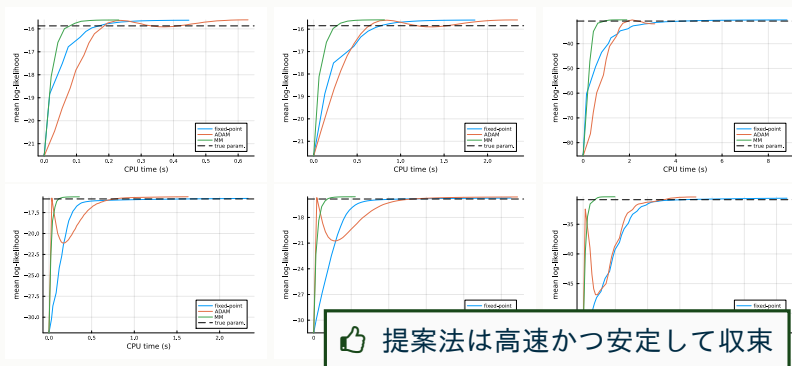 mean log-likelihood
−16
−17
−18
−19
−20
−21
0.0
0.1
0.2
0.3
0.4
0.5
0.6
CPU time (s)
fixed-point
ADAM
MM
true param.
mean log-likelihood
−16
−17
−18
−19
−20
−21
0.0
0.5
1.0
1.5
2.0
CPU time (s)
fixed-point
ADAM
MM
true param.
mean log-likelihood
−40
−50
−60
−70
−80
0
2
4
6
8
CPU time (s)
fixed-point
ADAM
MM
true param.
mean log-likelihood
−17.5
−20.0
−22.5
−25.0
−27.5
−30.0
0.0
0.5
1.0
1.5
2.0
CPU time (s)
fixed-point
ADAM
MM
true param.
mean log-likelihood
−18
−21
−24
−27
−30
fixed-point
mean log-likelihood
−35
−45
fixed-point
提案法は高速かつ安定して収束